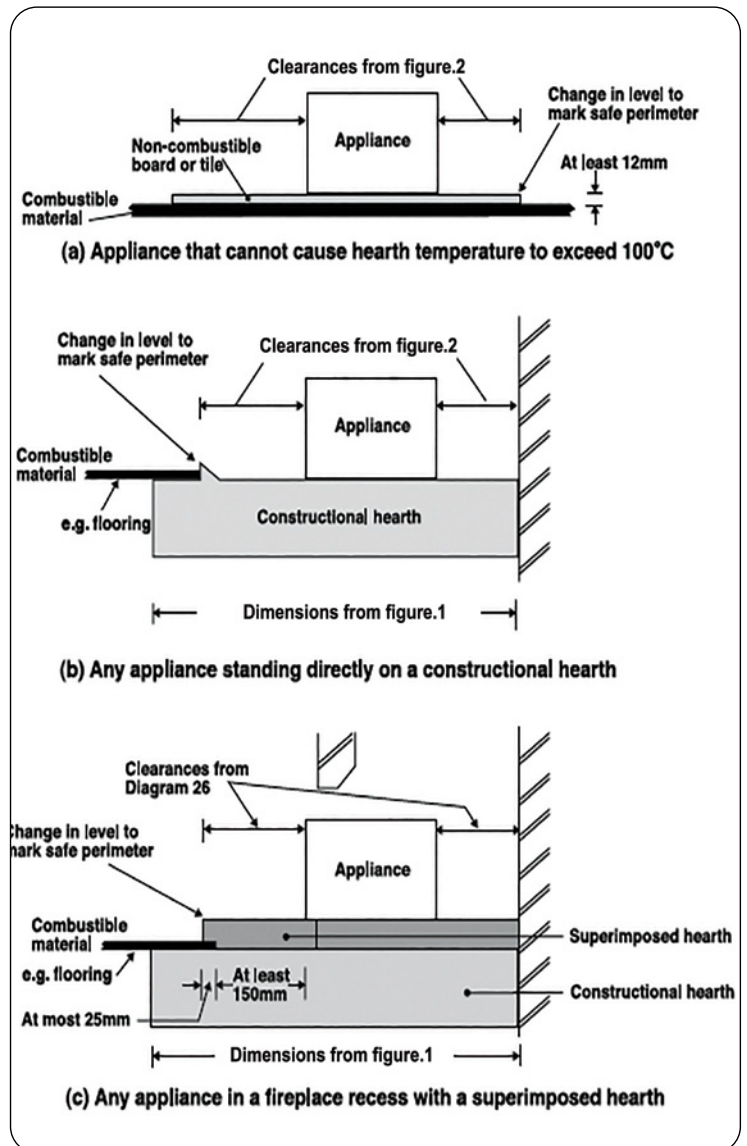 Clearances from figure.2
Change in level to
mark safe perimeter
Appliance
Non-combustible
board or tile
At least 12mm
Combustible
material
(a) Appliance that cannot cause hearth temperature to exceed 100°C
Change in level to
mark safe perimeter
Clearances from figure.2
Appliance
Combustible
material
e.g. flooring
Constructional hearth
Dimensions from figure.1
(b) Any appliance standing directly on a constructional hearth
Clearances from
Diagram 26
hange in level to
ark safe perimeter
Appliance
Combustible
material
Superimposed hearth
e.g. flooring
At least
150mm
Constructional hearth
At most 25mm
Dimensions from figure.1
(c) Any appliance in a fireplace recess with a superimposed hearth